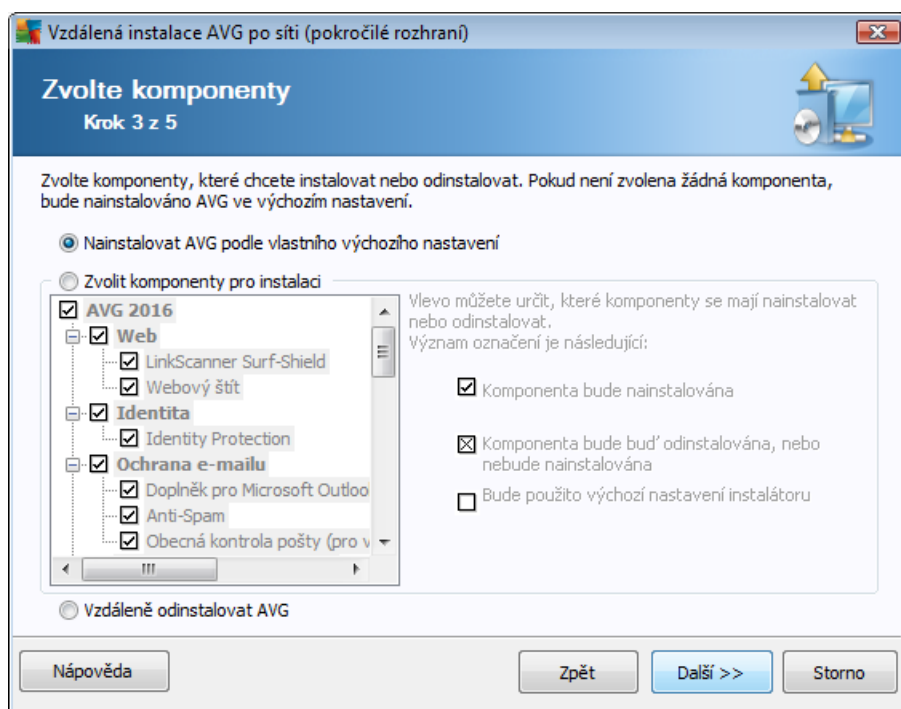 Vzdálená instalace AVG po síti (pokročilé rozhraní)
Zvolte komponenty
Krok 3 z 5
Zvolte komponenty, které chcete instalovat nebo odinstalovat. Pokud není zvolena žádná komponenta,
bude nainstalováno AVG ve výchozím nastavení.
Nainstalovat AVG podle vlastního výchozího nastavení
Zvolit komponenty pro instalaci
AVG 2016
Web
LinkScanner Surf-Shield
Webový štít
Identita
Identity Protection
Ochrana e-mailu
Doplněk pro Microsoft Outloo
Anti-Spam
Obecná kontrola pošty (pro v
Vlevo můžete určit, které komponenty se mají nainstalovat
nebo odinstalovat.
Význam označení je následující:
Komponenta bude nainstalována
Komponenta bude buď odinstalována, nebo
nebude nainstalována
Bude použito výchozí nastavení instalátoru
Vzdáleně odinstalovat AVG
Nápověda
Zpět
Další >>
Storno